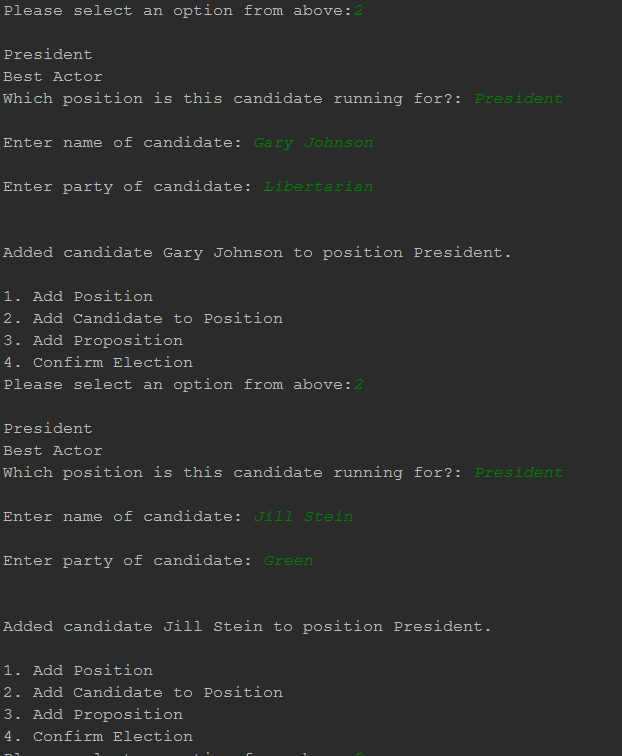 Please select an option from above:2
President
Best Actor
Which position is this candidate running for?: President
Enter name of candidate: Gary Johnson
Enter party of candidate: Libertarian
Added candidate Gary Johnson to position President.
1. Add Position
2. Add Candidate to Position
3. Add Proposition
4. Confirm Election
Please select an option from above:2
President
Best Actor
Which position is this candidate running for?: President
Enter name of candidate: Jill Stein
Enter party of candidate: Green
Added candidate Jill Stein to position President.
1. Add Position
2. Add Candidate to Position
3. Add Proposition
4. Confirm Election